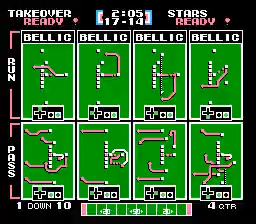 TAKEOVER 2:05 STARS
READY ! 17-14 READY !
BELLIC BELLIC BELLIC BELLIC
RUN
PASS
1 DOWN 10 4 QTR